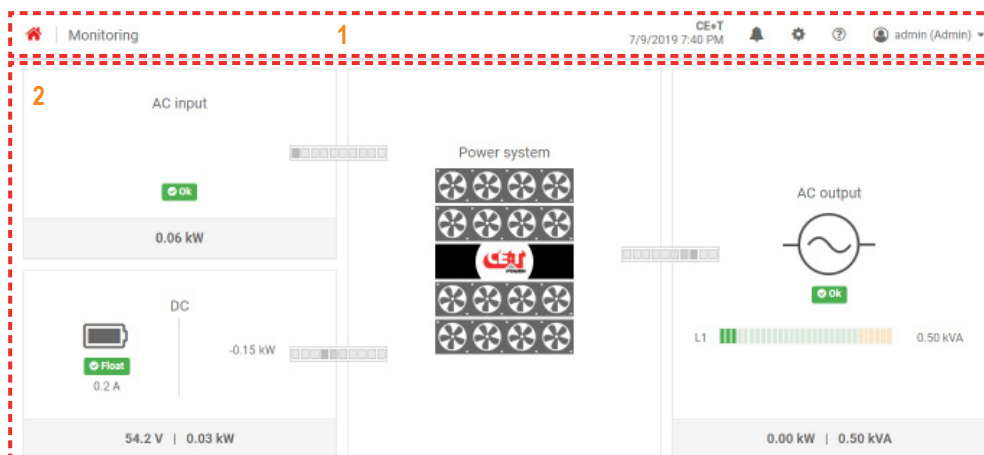 Monitoring
1
CE+T
7/9/2019 7:40 PM
admin (Admin)
2
AC input
Ok
0.06 kW
DC
Float
0.2 A
-0.15 kW
54.2 V | 0.03 kW
Power system
CE+T
POWER
AC output
Ok
L1
0.50 kVA
0.00 kW | 0.50 kVA